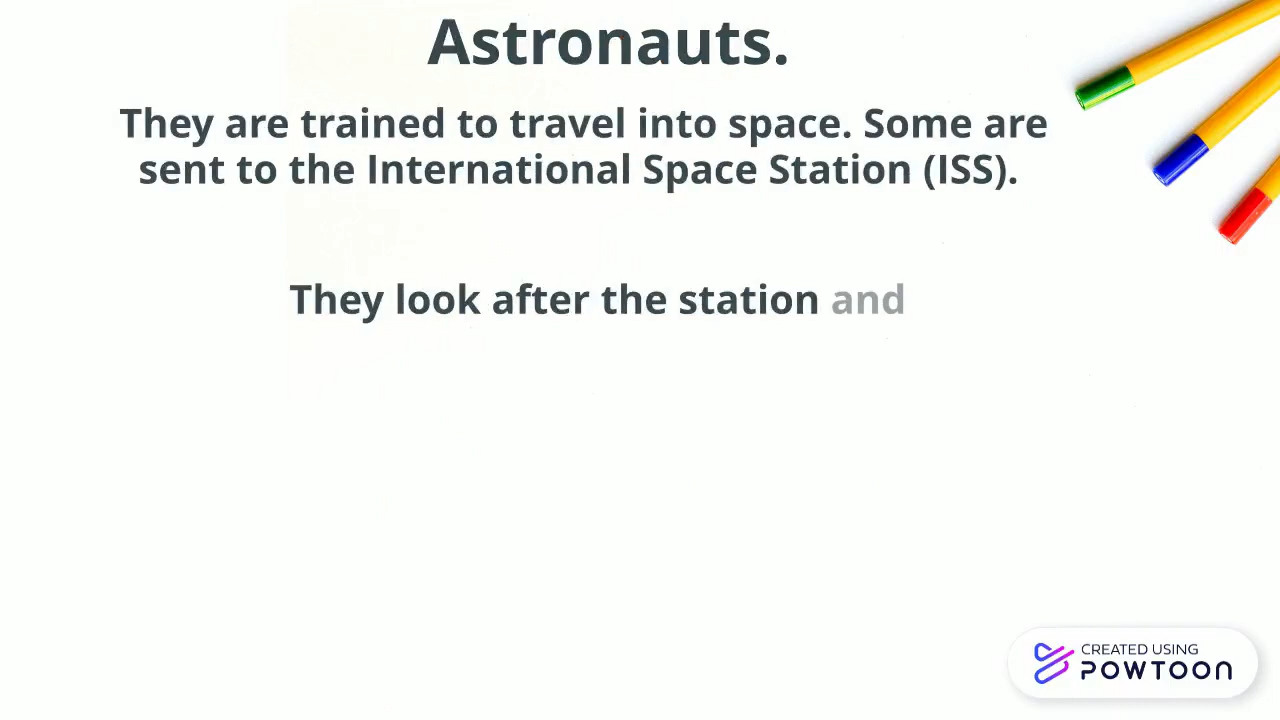 Astronauts.
They are trained to travel into space. Some are
sent to the International Space Station (ISS).
They look after the station and
CREATED USING
POWTOON